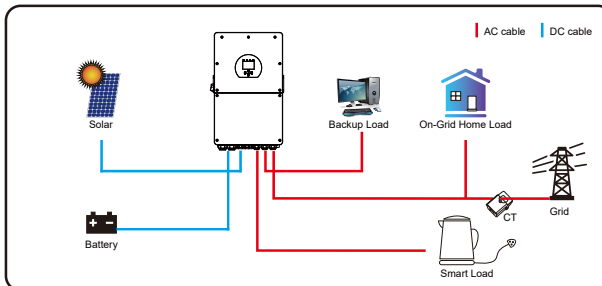 AC cable
DC cable
Solar
Backup Load
On-Grid Home Load
CT
Grid
Battery
Smart Load